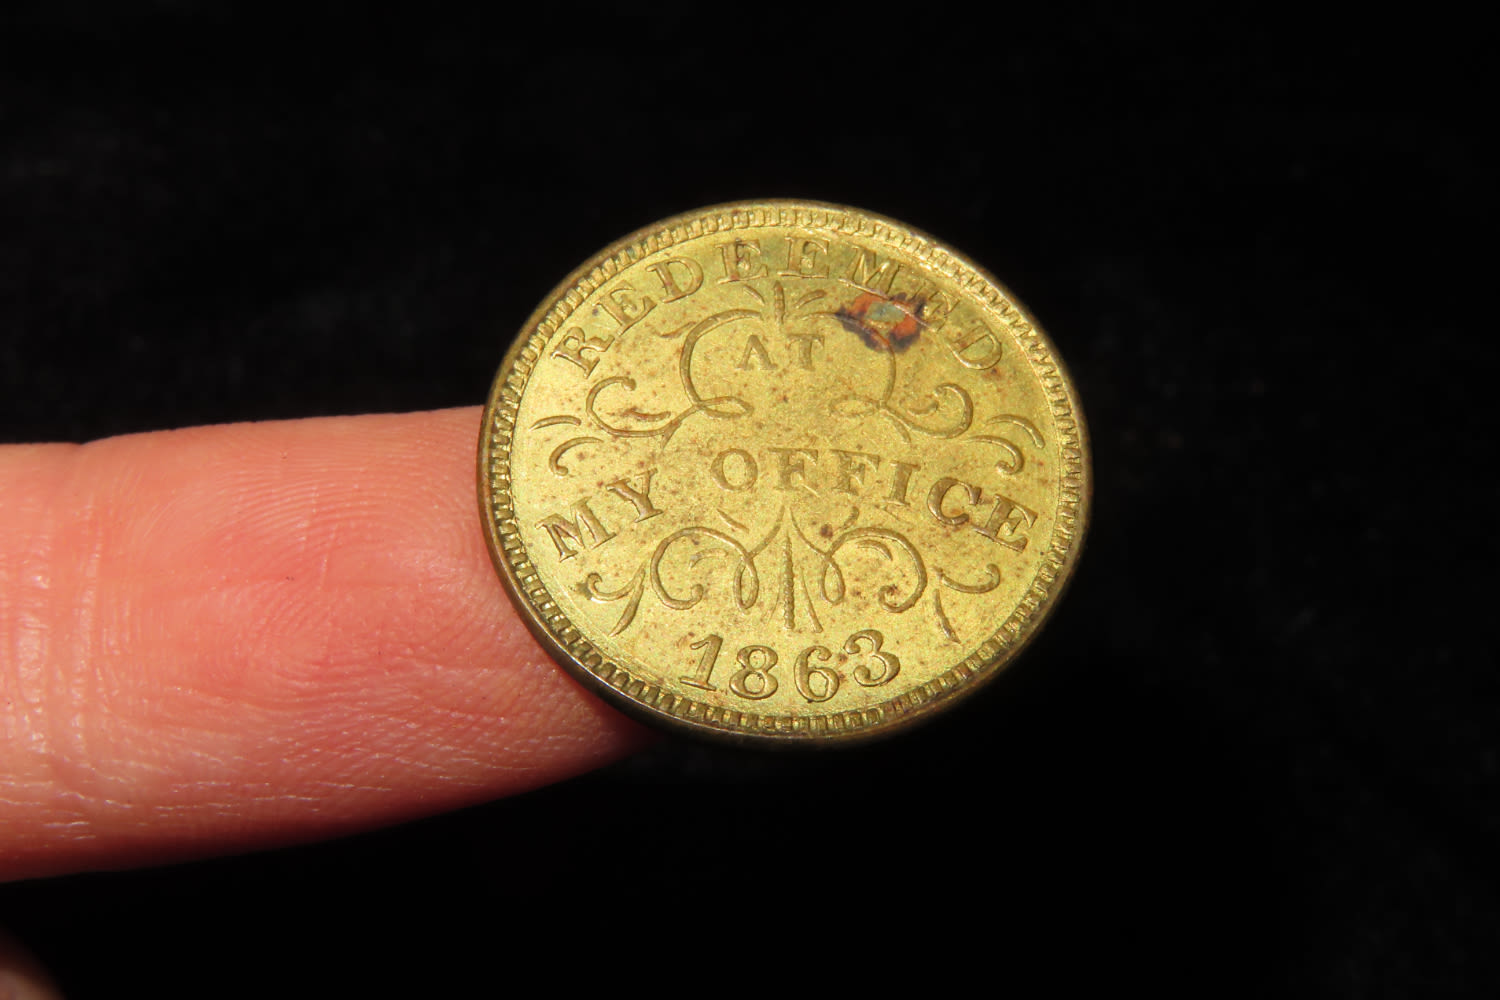 REDEEMED
AT
MY OFFICE
1863